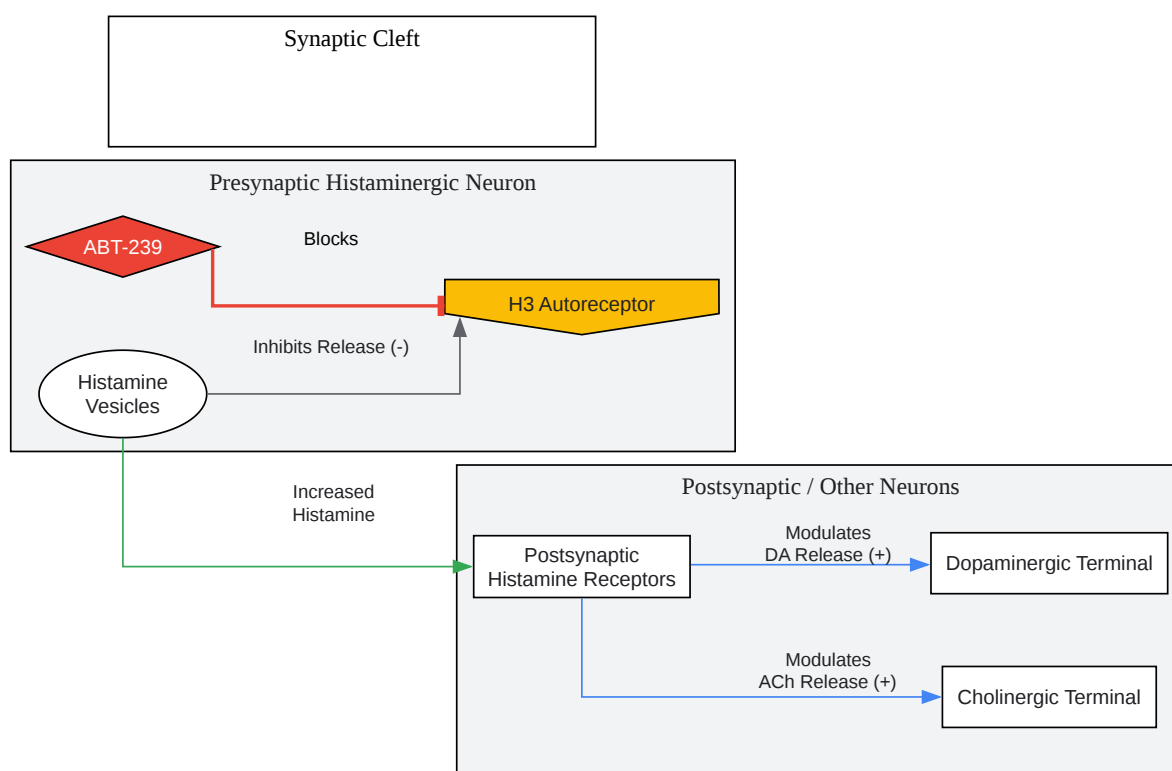 Synaptic Cleft
Presynaptic Histaminergic Neuron
ABT-239
Blocks
H3 Autoreceptor
Inhibits Release (-)
Histamine
Vesicles
Increased
Histamine
Postsynaptic / Other Neurons
Postsynaptic
Histamine Receptors
Modulates
DA Release (+)
Dopaminergic Terminal
Modulates
ACh Release (+)
Cholinergic Terminal